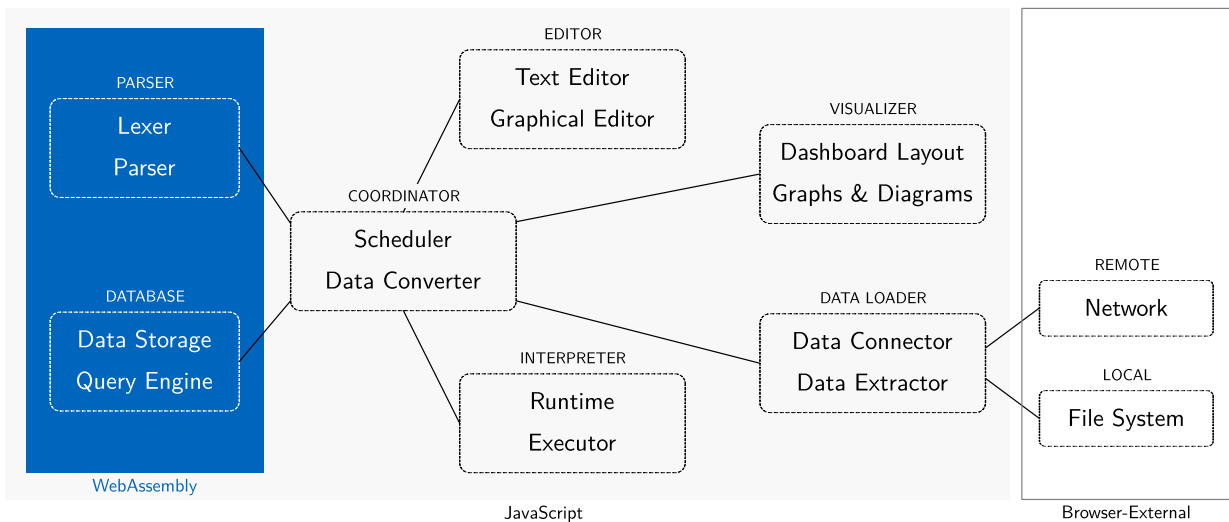 PARSER
Lexer
Parser
DATABASE
Data Storage
Query Engine
WebAssembly
EDITOR
Text Editor
Graphical Editor
COORDINATOR
Scheduler
Data Converter
INTERPRETER
Runtime
Executor
VISUALIZER
Dashboard Layout
Graphs & Diagrams
DATA LOADER
Data Connector
Data Extractor
JavaScript
REMOTE
Network
LOCAL
File System
Browser-External